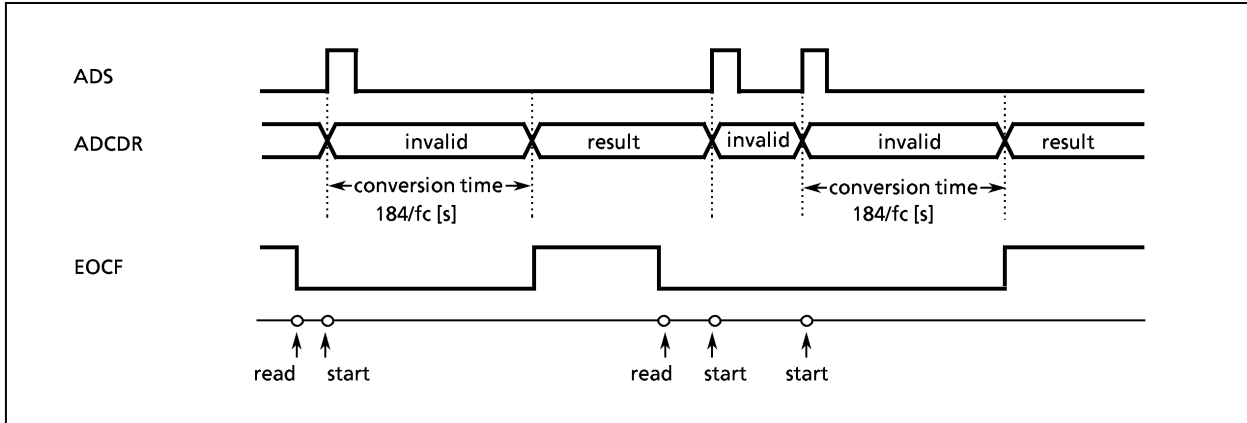 ADS
ADCDR invalid result invalid invalid result
conversion time conversion time
184/fc [s] 184/fc [s]
EOCF
read start read start start